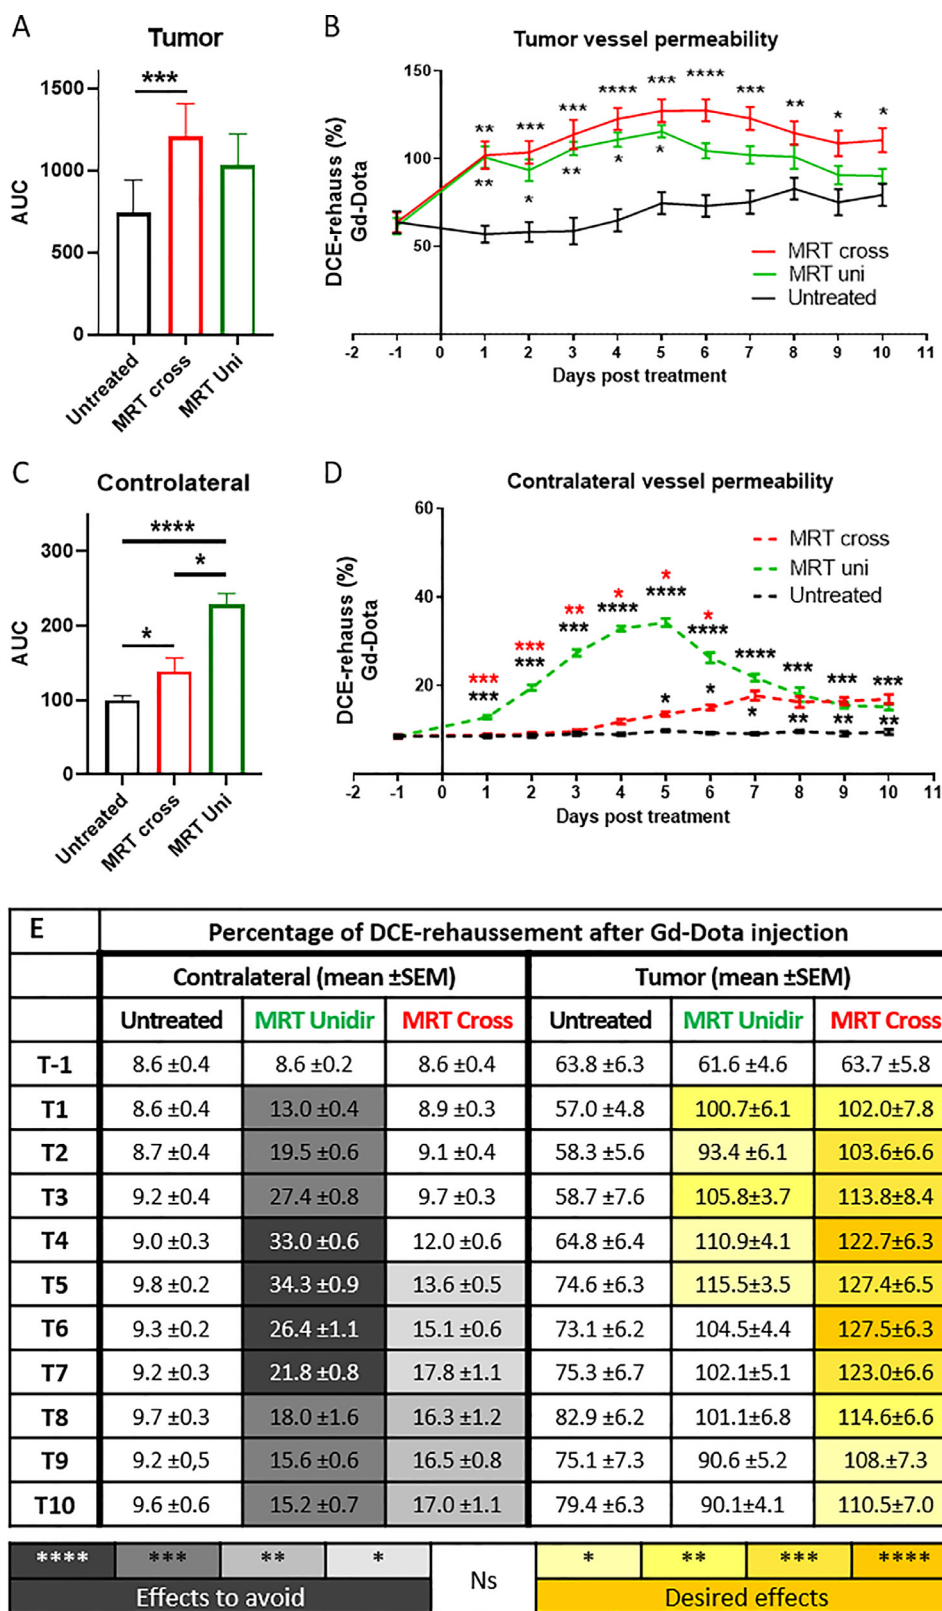 A
Tumor
***
1500
1000
500
0
AUC
Untreated
MRT cross
MRT Uni
B
Tumor vessel permeability
150
100
50
DCE-rehauss (%)
Gd-Dota
** *** *** **** *** **** *** ** * *
** * ** * *
MRT cross
MRT uni
Untreated
-2 -1 0 1 2 3 4 5 6 7 8 9 10 11
Days post treatment
C
Controlateral
****
*
*
300
200
100
0
AUC
Untreated
MRT cross
MRT Uni
D
Contralateral vessel permeability
60
40
20
DCE-rehauss (%)
Gd-Dota
MRT cross
MRT uni
Untreated
*** *** ** * * *
*** *** *** **** **** **** **** *** *** ***
* * * ** ** **
-2 -1 0 1 2 3 4 5 6 7 8 9 10 11
Days post treatment
E Percentage of DCE-rehaussement after Gd-Dota injection
Contralateral (mean ±SEM) Tumor (mean ±SEM)
Untreated MRT Unidir MRT Cross Untreated MRT Unidir MRT Cross
T-1 8.6 ±0.4 8.6 ±0.2 8.6 ±0.4 63.8 ±6.3 61.6 ±4.6 63.7 ±5.8
T1 8.6 ±0.4 13.0 ±0.4 8.9 ±0.3 57.0 ±4.8 100.7±6.1 102.0±7.8
T2 8.7 ±0.4 19.5 ±0.6 9.1 ±0.4 58.3 ±5.6 93.4 ±6.1 103.6±6.6
T3 9.2 ±0.4 27.4 ±0.8 9.7 ±0.3 58.7 ±7.6 105.8±3.7 113.8±8.4
T4 9.0 ±0.3 33.0 ±0.6 12.0 ±0.6 64.8 ±6.4 110.9±4.1 122.7±6.3
T5 9.8 ±0.2 34.3 ±0.9 13.6 ±0.5 74.6 ±6.3 115.5±3.5 127.4±6.5
T6 9.3 ±0.2 26.4 ±1.1 15.1 ±0.6 73.1 ±6.2 104.5±4.4 127.5±6.3
T7 9.2 ±0.3 21.8 ±0.8 17.8 ±1.1 75.3 ±6.7 102.1±5.1 123.0±6.6
T8 9.7 ±0.3 18.0 ±1.6 16.3 ±1.2 82.9 ±6.2 101.1±6.8 114.6±6.6
T9 9.2 ±0,5 15.6 ±0.6 16.5 ±0.8 75.1 ±7.3 90.6 ±5.2 108.±7.3
T10 9.6 ±0.6 15.2 ±0.7 17.0 ±1.1 79.4 ±6.3 90.1±4.1 110.5±7.0
**** *** ** * Ns * ** *** ****
Effects to avoid Desired effects